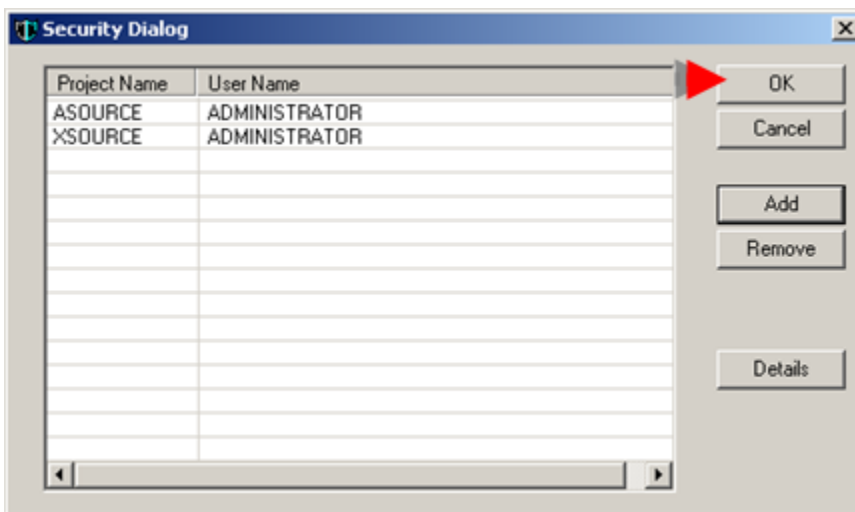 Security Dialog
Project Name User Name
ASOURCE ADMINISTRATOR
XSOURCE ADMINISTRATOR
OK
Cancel
Add
Remove
Details